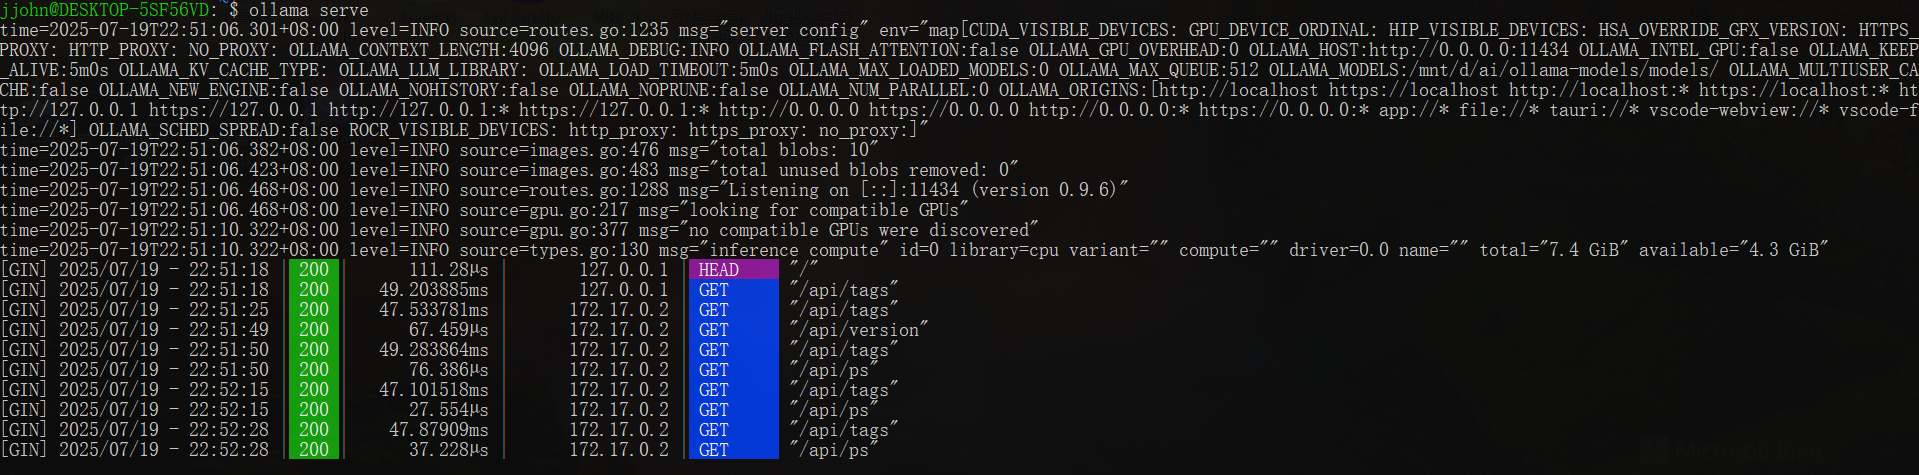 jjohn@DESKTOP-5SF56VD:~$ ollama serve
time=2025-07-19T22:51:06.301+08:00 level=INFO source=routes.go:1235 msg="server config" env="map[CUDA_VISIBLE_DEVICES: GPU_DEVICE_ORDINAL: HIP_VISIBLE_DEVICES: HSA_OVERRIDE_GFX_VERSION: HTTPS_
PROXY: HTTP_PROXY: NO_PROXY: OLLAMA_CONTEXT_LENGTH:4096 OLLAMA_DEBUG:INFO OLLAMA_FLASH_ATTENTION:false OLLAMA_GPU_OVERHEAD:0 OLLAMA_HOST:http://0.0.0.0:11434 OLLAMA_INTEL_GPU:false OLLAMA_KEEP
_ALIVE:5m0s OLLAMA_KV_CACHE_TYPE: OLLAMA_LLM_LIBRARY: OLLAMA_LOAD_TIMEOUT:5m0s OLLAMA_MAX_LOADED_MODELS:0 OLLAMA_MAX_QUEUE:512 OLLAMA_MODELS:/mnt/d/ai/ollama-models/models/ OLLAMA_MULTIUSER_CA
CHE:false OLLAMA_NEW_ENGINE:false OLLAMA_NOHISTORY:false OLLAMA_NOPRUNE:false OLLAMA_NUM_PARALLEL:0 OLLAMA_ORIGINS:[http://localhost https://localhost http://localhost:* https://localhost:* ht
tp://127.0.0.1 https://127.0.0.1 http://127.0.0.1:* https://127.0.0.1:* http://0.0.0.0 https://0.0.0.0 http://0.0.0.0:* https://0.0.0.0:* app://* file://* tauri://* vscode-webview://* vscode-f
ile://*] OLLAMA_SCHED_SPREAD:false ROCR_VISIBLE_DEVICES: http_proxy: https_proxy: no_proxy:]"
time=2025-07-19T22:51:06.382+08:00 level=INFO source=images.go:476 msg="total blobs: 10"
time=2025-07-19T22:51:06.423+08:00 level=INFO source=images.go:483 msg="total unused blobs removed: 0"
time=2025-07-19T22:51:06.468+08:00 level=INFO source=routes.go:1288 msg="Listening on [::]:11434 (version 0.9.6)"
time=2025-07-19T22:51:06.468+08:00 level=INFO source=gpu.go:217 msg="looking for compatible GPUs"
time=2025-07-19T22:51:10.322+08:00 level=INFO source=gpu.go:377 msg="no compatible GPUs were discovered"
time=2025-07-19T22:51:10.322+08:00 level=INFO source=types.go:130 msg="inference compute" id=0 library=cpu variant="" compute="" driver=0.0 name="" total="7.4 GiB" available="4.3 GiB"
[GIN] 2025/07/19 - 22:51:18 | 200 | 111.28µs | 127.0.0.1 | HEAD "/"
[GIN] 2025/07/19 - 22:51:18 | 200 | 49.203885ms | 127.0.0.1 | GET "/api/tags"
[GIN] 2025/07/19 - 22:51:25 | 200 | 47.533781ms | 172.17.0.2 | GET "/api/tags"
[GIN] 2025/07/19 - 22:51:49 | 200 | 67.459µs | 172.17.0.2 | GET "/api/version"
[GIN] 2025/07/19 - 22:51:50 | 200 | 49.283864ms | 172.17.0.2 | GET "/api/tags"
[GIN] 2025/07/19 - 22:51:50 | 200 | 76.386µs | 172.17.0.2 | GET "/api/ps"
[GIN] 2025/07/19 - 22:52:15 | 200 | 47.101518ms | 172.17.0.2 | GET "/api/tags"
[GIN] 2025/07/19 - 22:52:15 | 200 | 27.554µs | 172.17.0.2 | GET "/api/ps"
[GIN] 2025/07/19 - 22:52:28 | 200 | 47.87909ms | 172.17.0.2 | GET "/api/tags"
[GIN] 2025/07/19 - 22:52:28 | 200 | 37.228µs | 172.17.0.2 | GET "/api/ps"